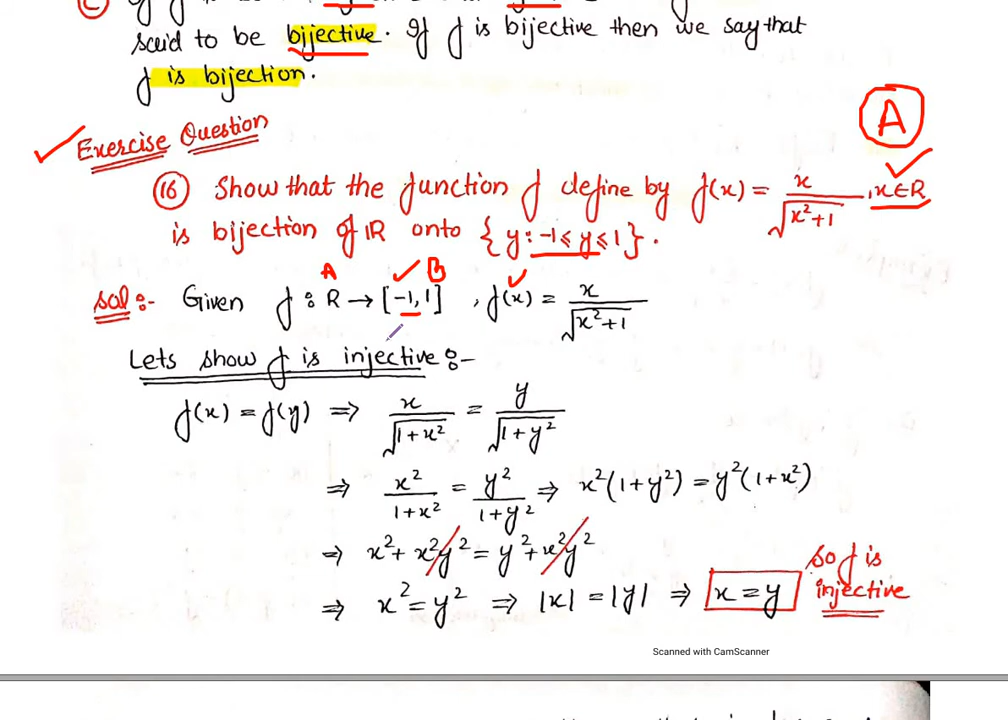 said to be bijective. If f is bijective then we say that
f is bijection.
Exercise Question
A
(16) Show that the function f define by f(x) = x/√x²+1, x∈R
is bijection of IR onto {y: -1≤ y ≤1}.
A B
Sol:- Given f : R → [-1,1] , f(x) = x/√x²+1
Lets show f is injective :-
f(x) = f(y) ⇒ x/√1+x² = y/√1+y²
⇒ x²/1+x² = y²/1+y² ⇒ x²(1+y²) = y²(1+x²)
⇒ x²+ x²y² = y²+x²y²
⇒ x² = y² ⇒ |x| = |y| ⇒ x = y
So f is
injective
Scanned with CamScanner